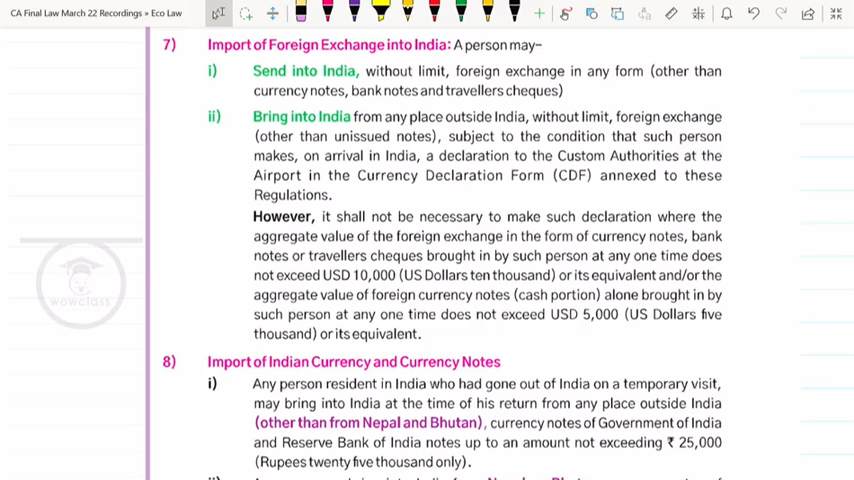 CA Final Law March 22 Recordings » Eco Law
7) Import of Foreign Exchange into India: A person may–
i) Send into India, without limit, foreign exchange in any form (other than
currency notes, bank notes and travellers cheques)
ii) Bring into India from any place outside India, without limit, foreign exchange
(other than unissued notes), subject to the condition that such person
makes, on arrival in India, a declaration to the Custom Authorities at the
Airport in the Currency Declaration Form (CDF) annexed to these
Regulations.
However, it shall not be necessary to make such declaration where the
aggregate value of the foreign exchange in the form of currency notes, bank
notes or travellers cheques brought in by such person at any one time does
not exceed USD 10,000 (US Dollars ten thousand) or its equivalent and/or the
aggregate value of foreign currency notes (cash portion) alone brought in by
such person at any one time does not exceed USD 5,000 (US Dollars five
thousand) or its equivalent.
wowclass
8) Import of Indian Currency and Currency Notes
i) Any person resident in India who had gone out of India on a temporary visit,
may bring into India at the time of his return from any place outside India
(other than from Nepal and Bhutan), currency notes of Government of India
and Reserve Bank of India notes up to an amount not exceeding ₹ 25,000
(Rupees twenty five thousand only).